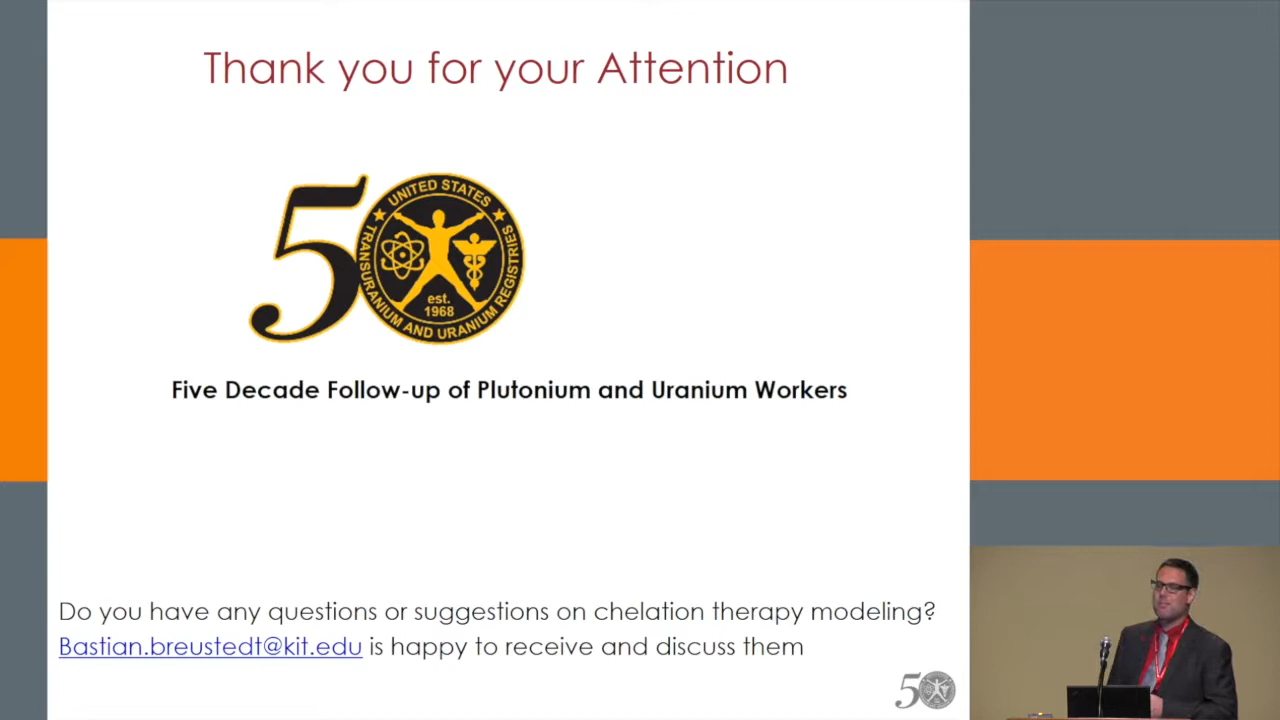 Thank you for your Attention
50
UNITED STATES
TRANSURANIUM AND URANIUM REGISTRIES
est.
1968
Five Decade Follow-up of Plutonium and Uranium Workers
Do you have any questions or suggestions on chelation therapy modeling?
Bastian.breustedt@kit.edu is happy to receive and discuss them
50